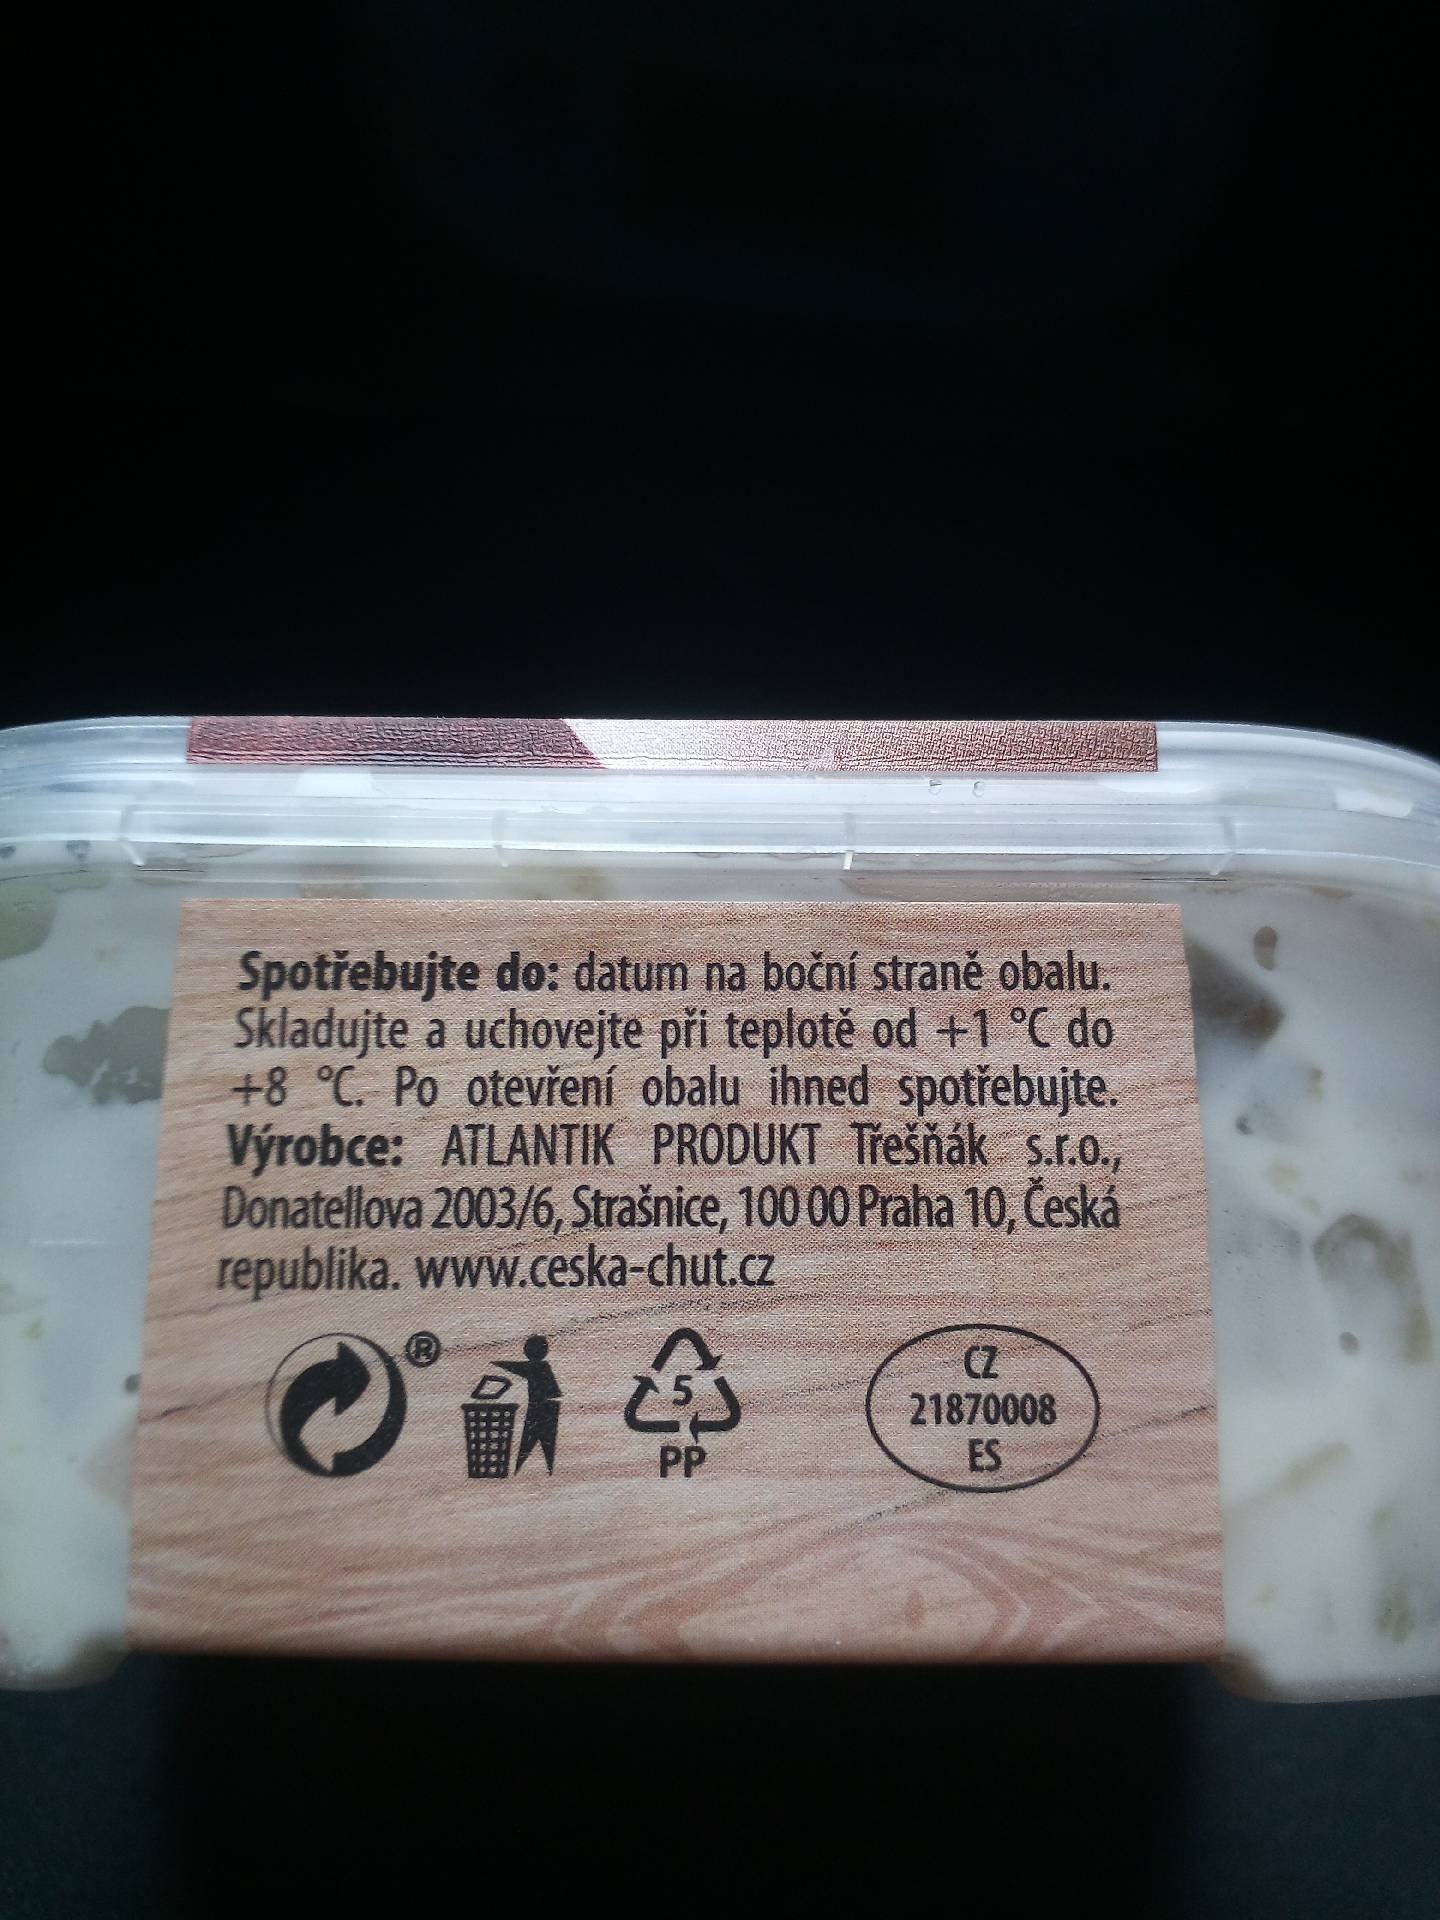 Spotřebujte do: datum na boční straně obalu.
Skladujte a uchovejte při teplotě od +1 °C do
+8 °C. Po otevření obalu ihned spotřebujte.
Výrobce: ATLANTIK PRODUKT Třešňák s.r.o.,
Donatellova 2003/6, Strašnice, 100 00 Praha 10, Česká
republika. www.ceska-chut.cz
®
5
PP
CZ
21870008
ES